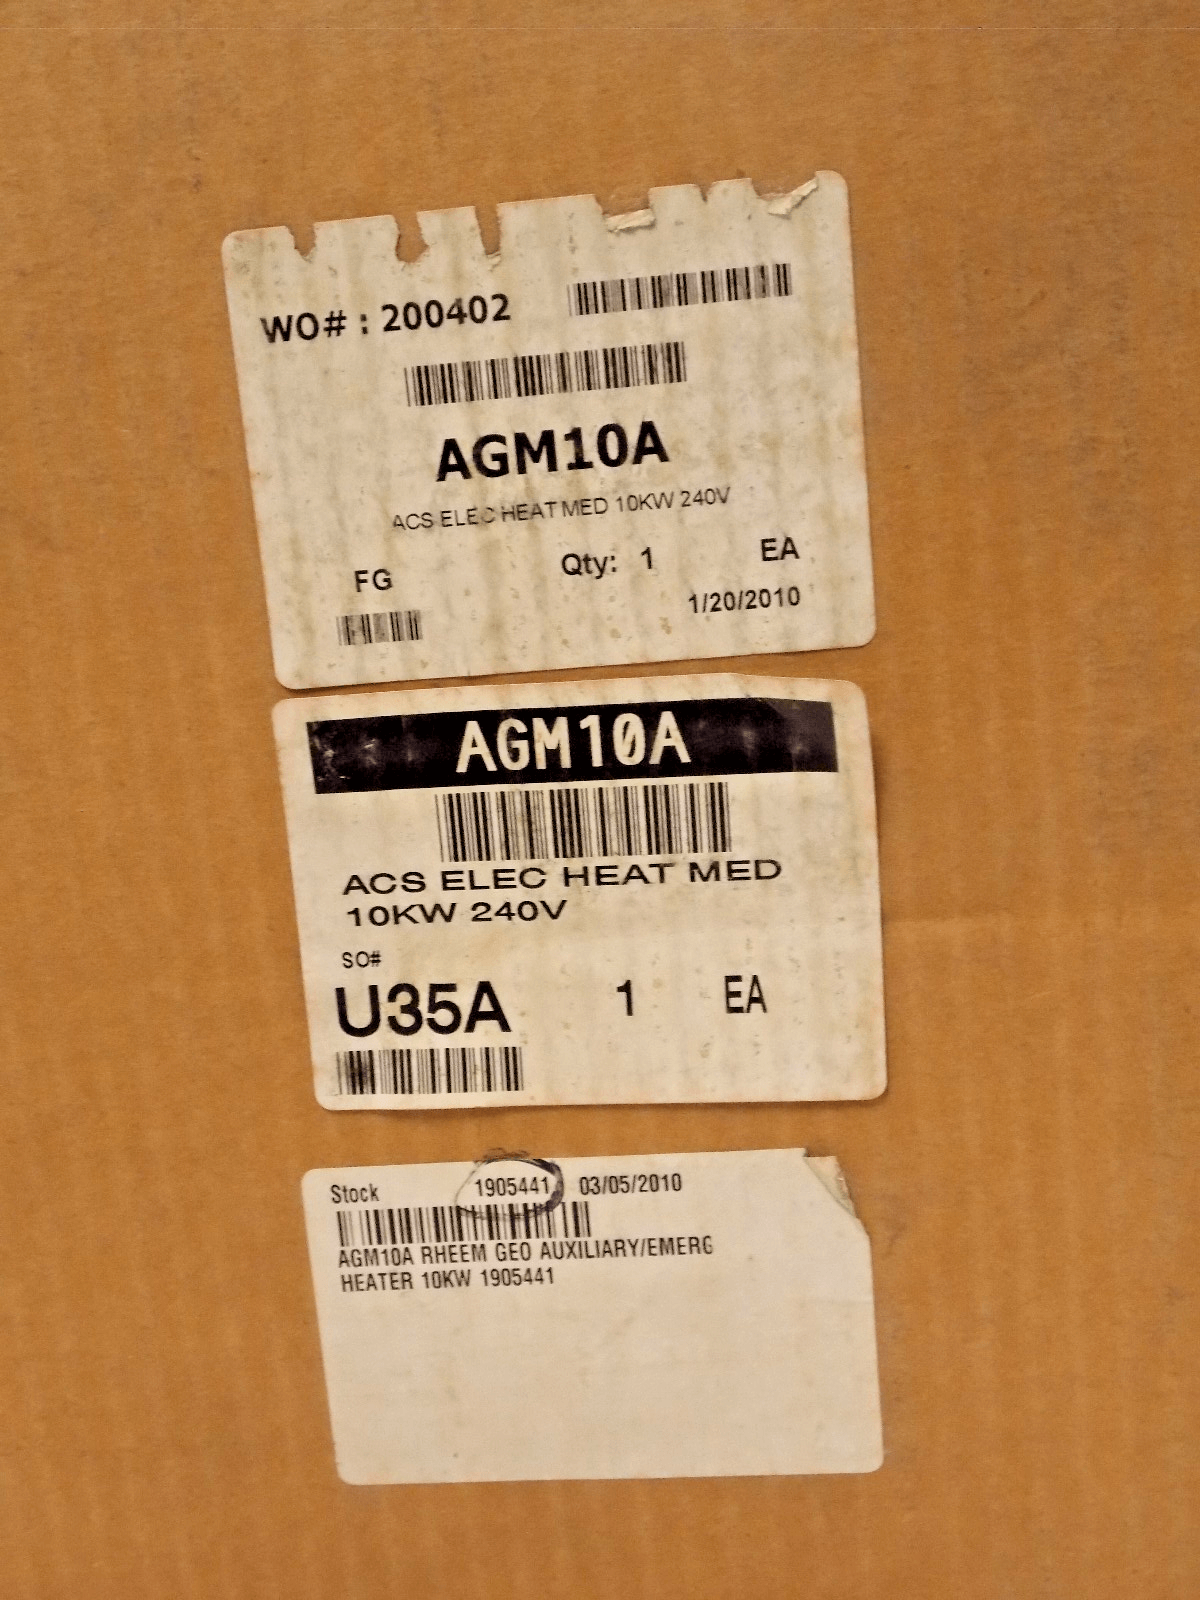 WO# : 200402
AGM10A
ACS ELEC HEAT MED 10KW 240V
FG Qty: 1 EA
1/20/2010
AGM10A
ACS ELEC HEAT MED
10KW 240V
SO#
U35A 1 EA
Stock 1905441 03/05/2010
AGM10A RHEEM GEO AUXILIARY/EMERG
HEATER 10KW 1905441